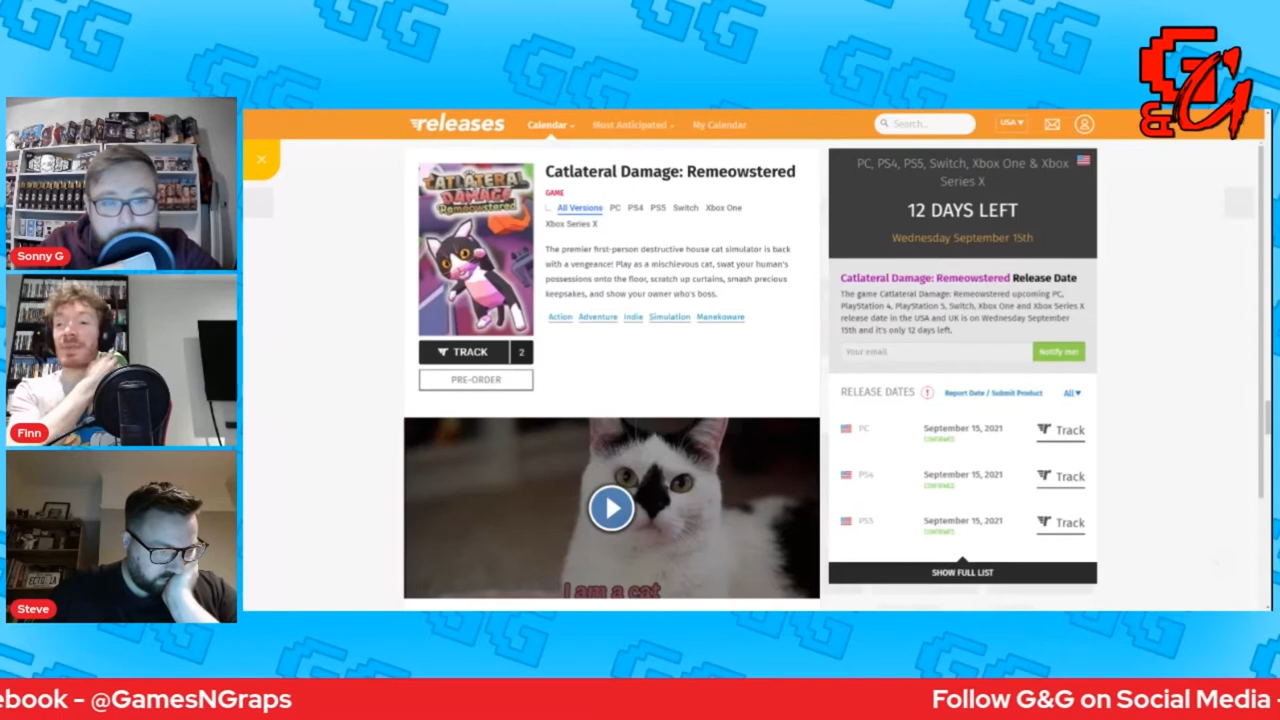 G&G
releases
Calendar
Most Anticipated
My Calendar
Search...
USA
Sonny G
Finn
ECTO-1A
Steve
CATLATERAL
DAMAGE
Remeowstered
TRACK 2
PRE-ORDER
Catlateral Damage: Remeowstered
GAME
All Versions PC PS4 PS5 Switch Xbox One
Xbox Series X
The premier first-person destructive house cat simulator is back
with a vengeance! Play as a mischievous cat, swat your human's
possessions onto the floor, scratch up curtains, smash precious
keepsakes, and show your owner who's boss.
Action Adventure Indie Simulation Manekoware
I am a cat
PC, PS4, PS5, Switch, Xbox One & Xbox
Series X
12 DAYS LEFT
Wednesday September 15th
Catlateral Damage: Remeowstered Release Date
The game Catlateral Damage: Remeowstered upcoming PC,
PlayStation 4, PlayStation 5, Switch, Xbox One and Xbox Series X
release date in the USA and UK is on Wednesday September
15th and it's only 12 days left.
Your email
Notify me!
RELEASE DATES ! Report Date / Submit Product All
PC September 15, 2021 Track
CONFIRMED
PS4 September 15, 2021 Track
CONFIRMED
PS5 September 15, 2021 Track
CONFIRMED
SHOW FULL LIST
ebook - @GamesNGraps
Follow G&G on Social Media -